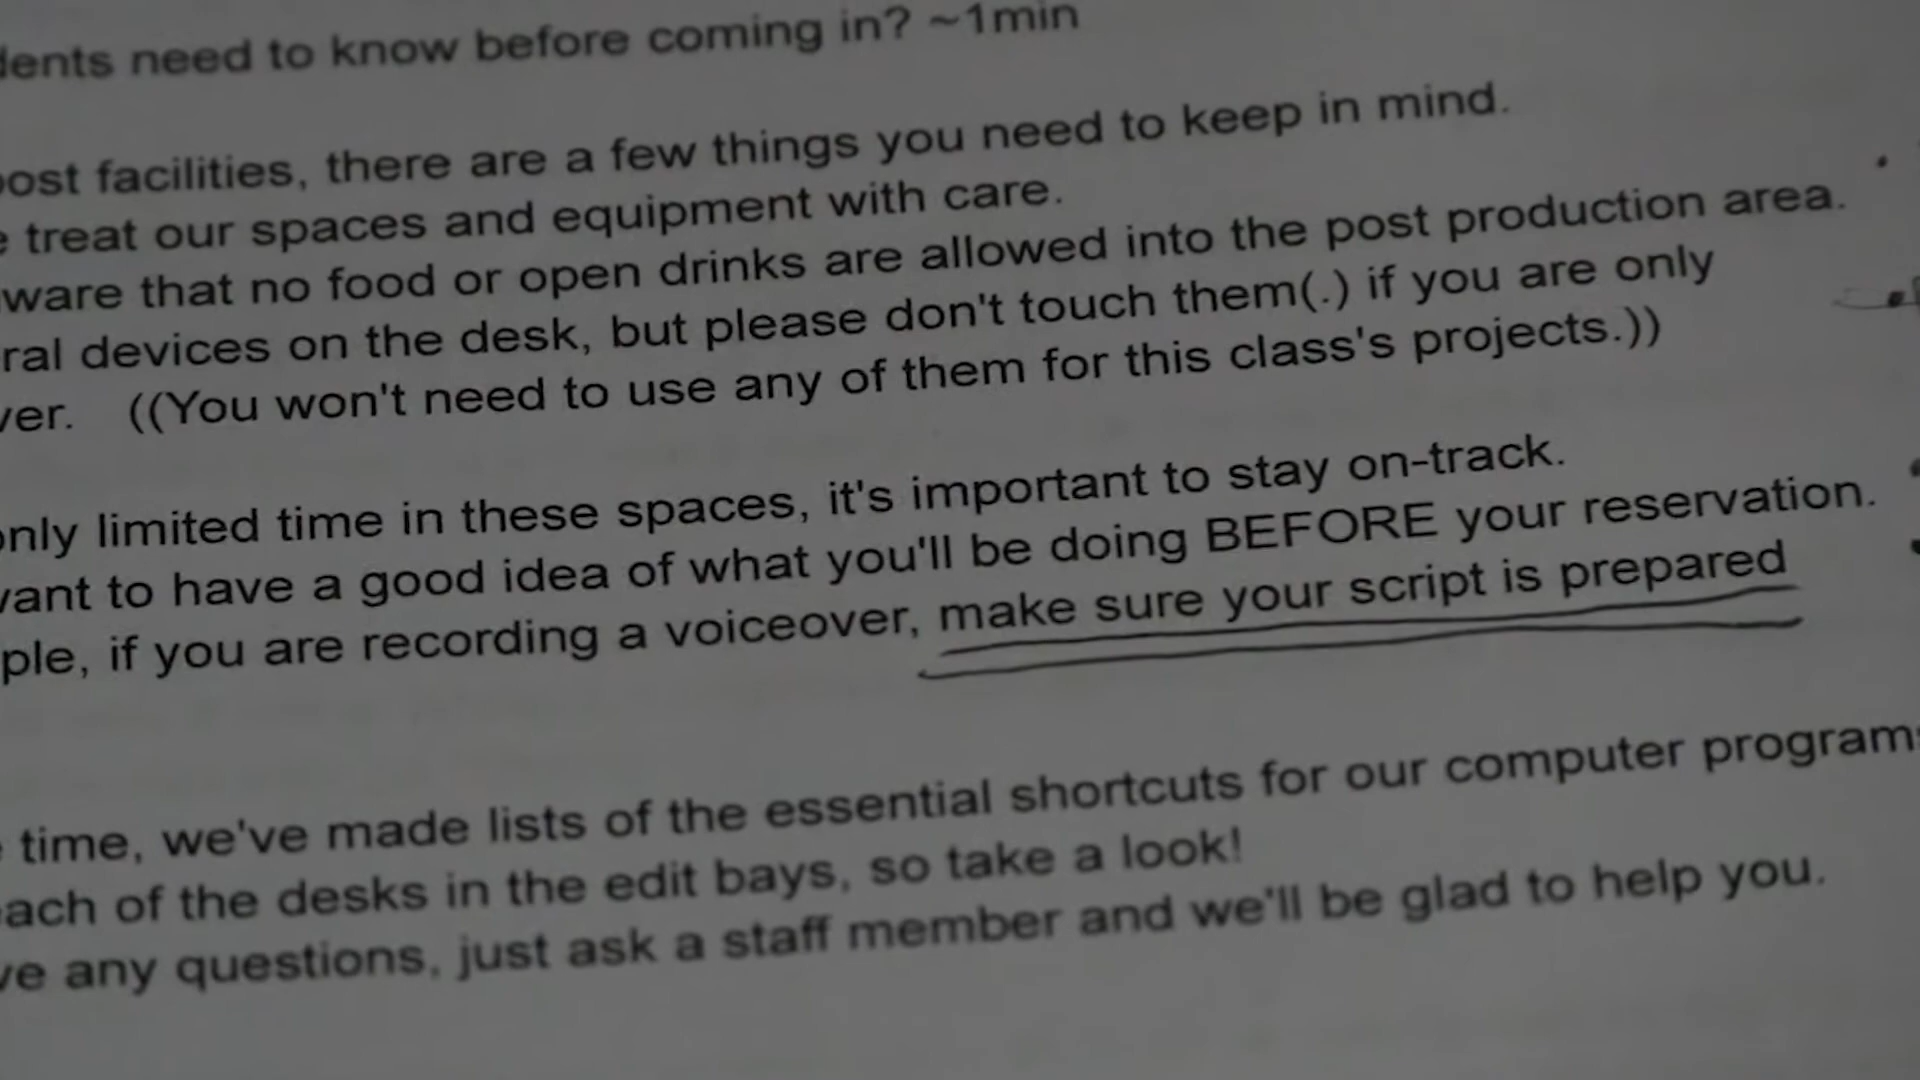 dents need to know before coming in? ~1min
post facilities, there are a few things you need to keep in mind.
e treat our spaces and equipment with care.
ware that no food or open drinks are allowed into the post production area.
ral devices on the desk, but please don't touch them(.) if you are only
ver. ((You won't need to use any of them for this class's projects.))
only limited time in these spaces, it's important to stay on-track.
want to have a good idea of what you'll be doing BEFORE your reservation.
ple, if you are recording a voiceover, make sure your script is prepared
e time, we've made lists of the essential shortcuts for our computer programs
each of the desks in the edit bays, so take a look!
ve any questions, just ask a staff member and we'll be glad to help you.